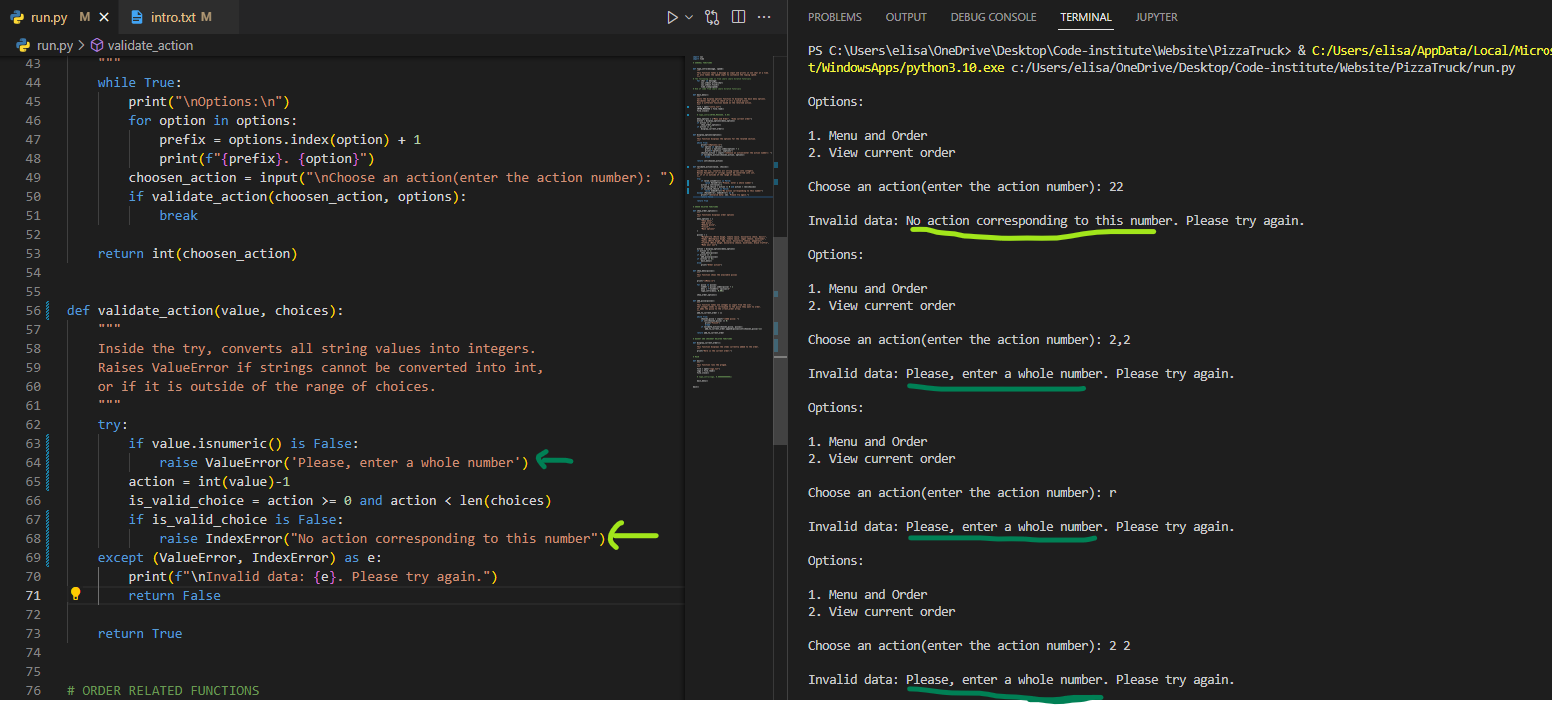 run.py M
intro.txt M
run.py > validate_action
43 """
44 while True:
45 print("\nOptions:\n")
46 for option in options:
47 prefix = options.index(option) + 1
48 print(f"{prefix}. {option}")
49 choosen_action = input("\nChoose an action(enter the action number): ")
50 if validate_action(choosen_action, options):
51 break
52
53 return int(choosen_action)
54
55
56 def validate_action(value, choices):
57 """
58 Inside the try, converts all string values into integers.
59 Raises ValueError if strings cannot be converted into int,
60 or if it is outside of the range of choices.
61 """
62 try:
63 if value.isnumeric() is False:
64 raise ValueError('Please, enter a whole number')
65 action = int(value)-1
66 is_valid_choice = action >= 0 and action < len(choices)
67 if is_valid_choice is False:
68 raise IndexError("No action corresponding to this number")
69 except (ValueError, IndexError) as e:
70 print(f"\nInvalid data: {e}. Please try again.")
71 return False
72
73 return True
74
75
76 # ORDER RELATED FUNCTIONS
PROBLEMS OUTPUT DEBUG CONSOLE TERMINAL JUPYTER
PS C:\Users\elisa\OneDrive\Desktop\Code-institute\Website\PizzaTruck> & C:/Users/elisa/AppData/Local/Micros
t/WindowsApps/python3.10.exe c:/Users/elisa/OneDrive/Desktop/Code-institute/Website/PizzaTruck/run.py
Options:
1. Menu and Order
2. View current order
Choose an action(enter the action number): 22
Invalid data: No action corresponding to this number. Please try again.
Options:
1. Menu and Order
2. View current order
Choose an action(enter the action number): 2,2
Invalid data: Please, enter a whole number. Please try again.
Options:
1. Menu and Order
2. View current order
Choose an action(enter the action number): r
Invalid data: Please, enter a whole number. Please try again.
Options:
1. Menu and Order
2. View current order
Choose an action(enter the action number): 2 2
Invalid data: Please, enter a whole number. Please try again.